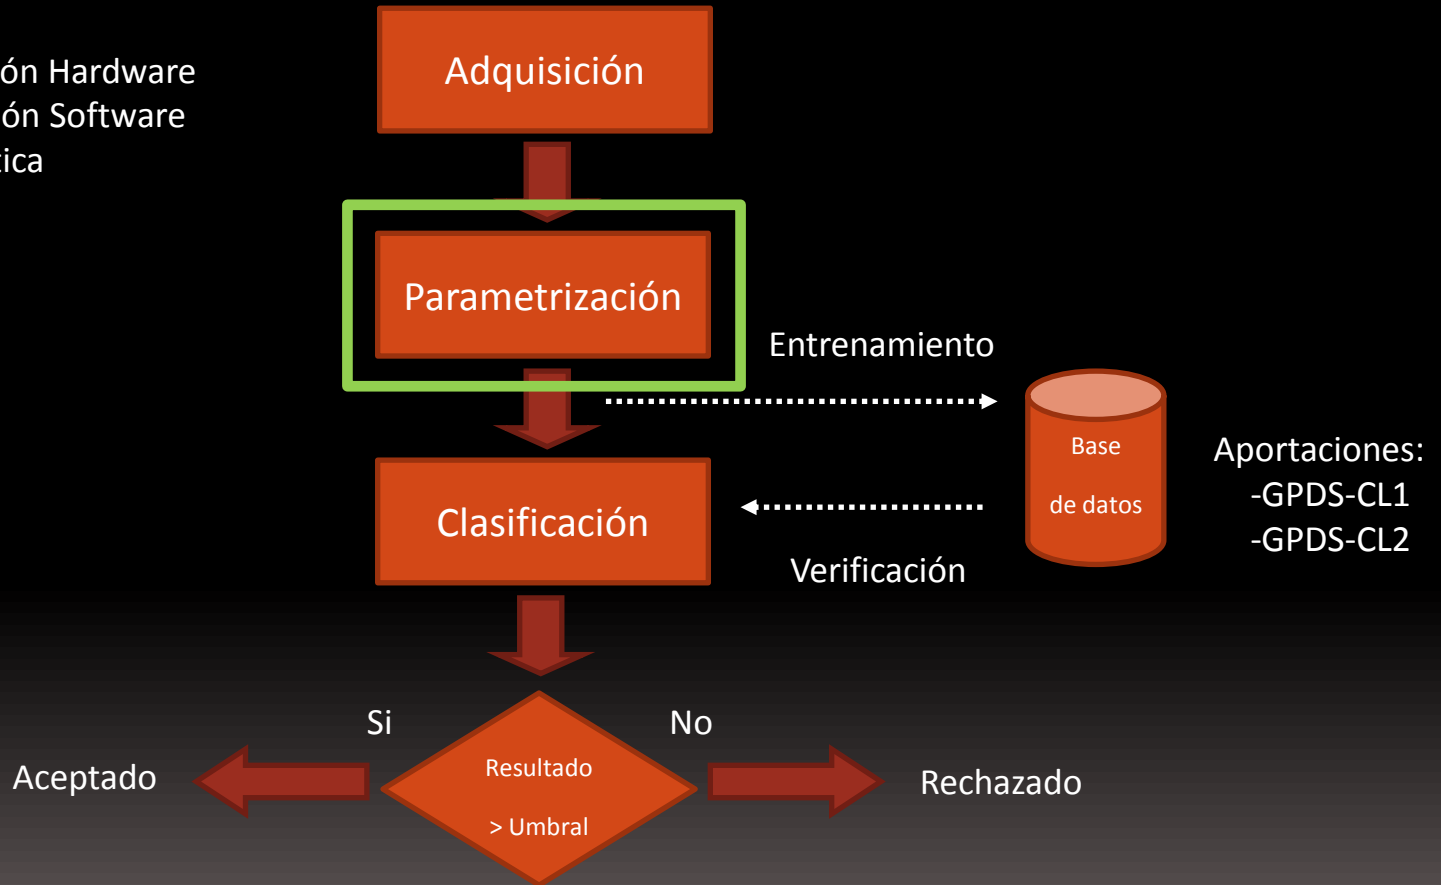 ón Hardware
ón Software
tica
Adquisición
Parametrización
Entrenamiento
Base
de datos
Aportaciones:
-GPDS-CL1
-GPDS-CL2
Clasificación
Verificación
Si
No
Aceptado
Resultado
> Umbral
Rechazado